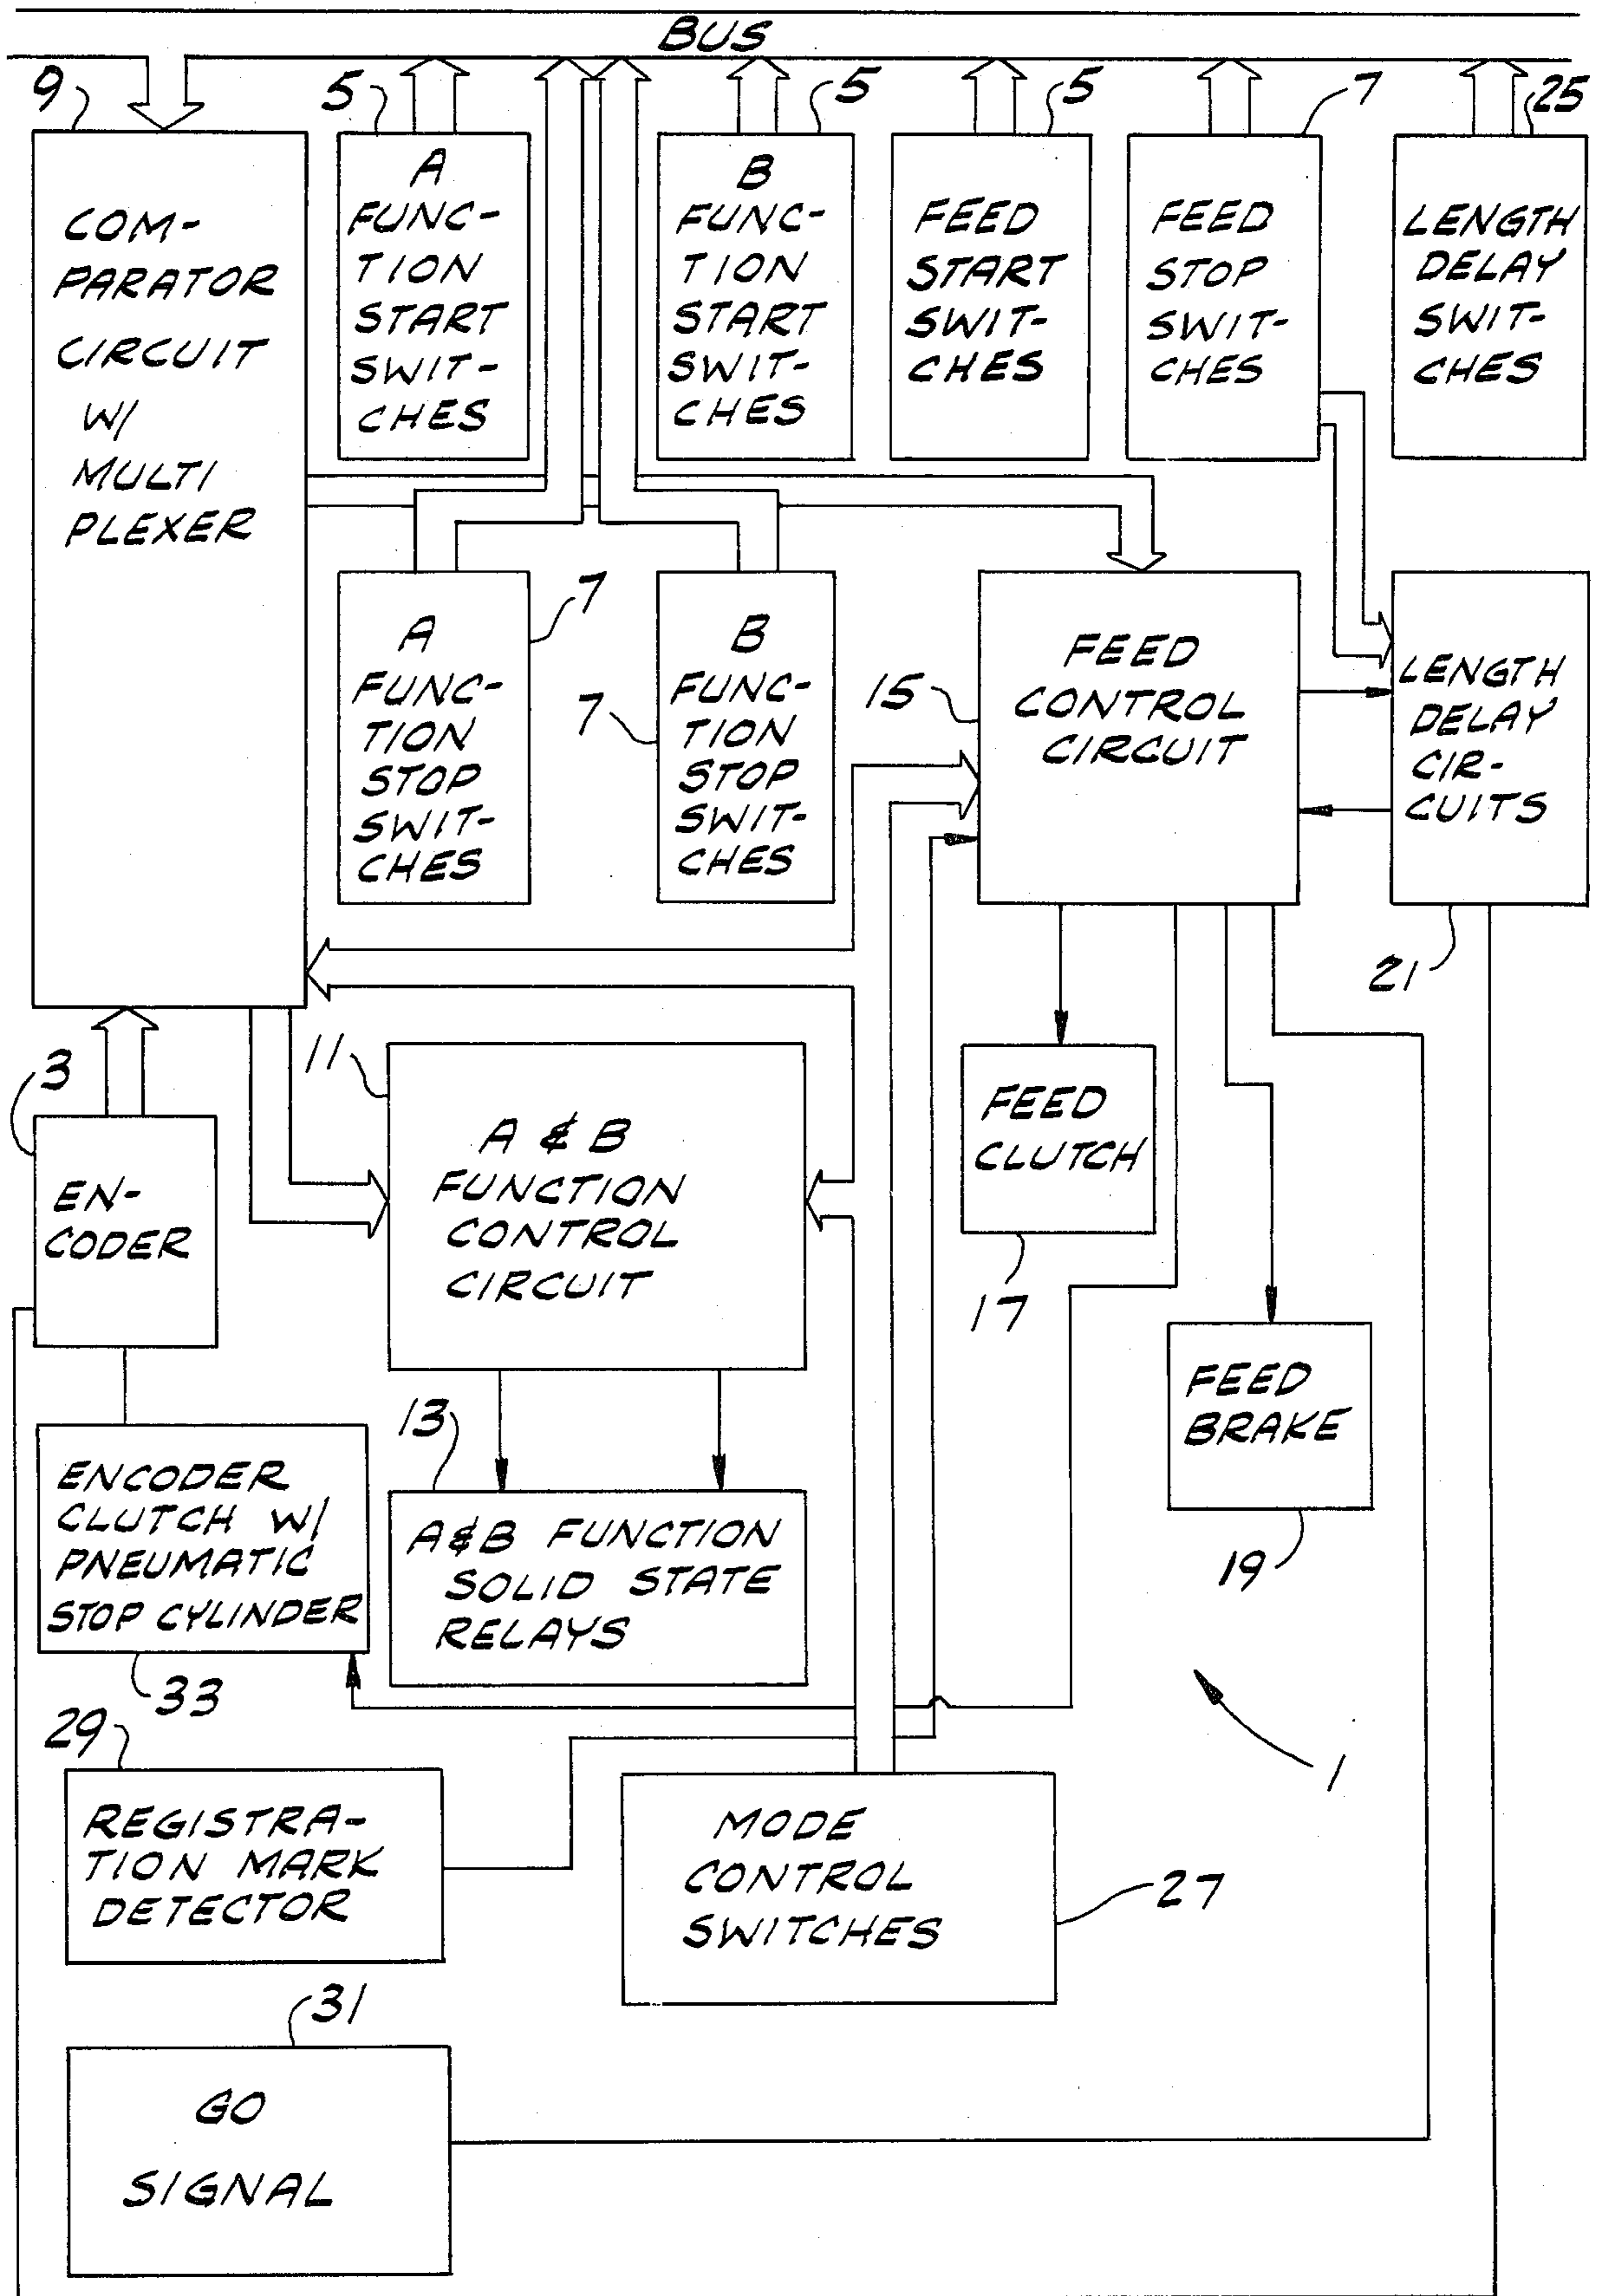 BUS
9
5
5
5
7
25
COM-
PARATOR
CIRCUIT
W/
MULTI
PLEXER
A
FUNC-
TION
START
SWIT-
CHES
B
FUNC-
TION
START
SWIT-
CHES
FEED
START
SWIT-
CHES
FEED
STOP
SWIT-
CHES
LENGTH
DELAY
SWIT-
CHES
7
A
FUNC-
TION
STOP
SWIT-
CHES
7
B
FUNC-
TION
STOP
SWIT-
CHES
15
FEED
CONTROL
CIRCUIT
LENGTH
DELAY
CIR-
CUITS
21
3
EN-
CODER
11
A & B
FUNCTION
CONTROL
CIRCUIT
FEED
CLUTCH
17
FEED
BRAKE
19
ENCODER
CLUTCH W/
PNEUMATIC
STOP CYLINDER
33
13
A&B FUNCTION
SOLID STATE
RELAYS
1
29
REGISTRA-
TION MARK
DETECTOR
MODE
CONTROL
SWITCHES
27
31
GO
SIGNAL